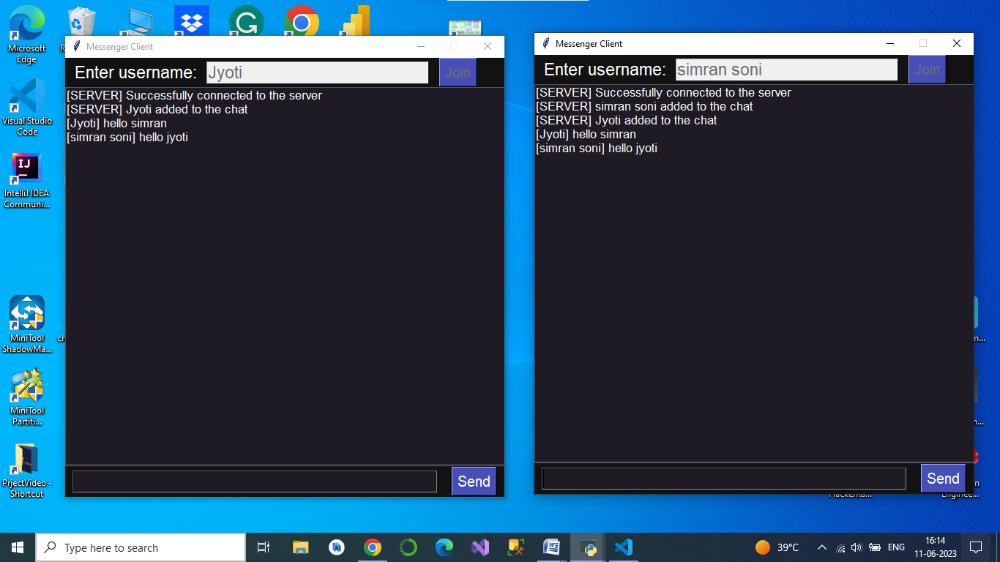 Microsoft Edge
Visual Studio Code
IntelliJ IDEA Communi...
MiniTool ShadowMa...
MiniTool Partiti...
PrjectVideo - Shortcut
Messenger Client
Enter username: Jyoti Join
[SERVER] Successfully connected to the server
[SERVER] Jyoti added to the chat
[Jyoti] hello simran
[simran soni] hello jyoti
Send
Messenger Client
Enter username: simran soni Join
[SERVER] Successfully connected to the server
[SERVER] simran soni added to the chat
[SERVER] Jyoti added to the chat
[Jyoti] hello simran
[simran soni] hello jyoti
Send
Type here to search
39°C
ENG
16:14
11-06-2023